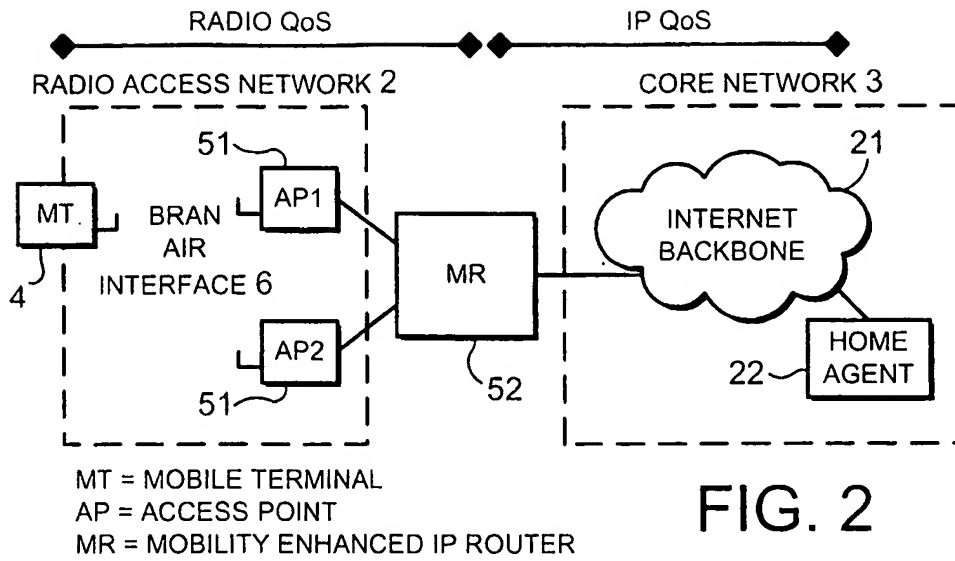 RADIO QoS
IP QoS
RADIO ACCESS NETWORK 2
CORE NETWORK 3
51
21
MT
AP1
BRAN
AIR
INTERFACE 6
4
MR
INTERNET
BACKBONE
AP2
51
52
22
HOME
AGENT
MT = MOBILE TERMINAL
AP = ACCESS POINT
MR = MOBILITY ENHANCED IP ROUTER
FIG. 2